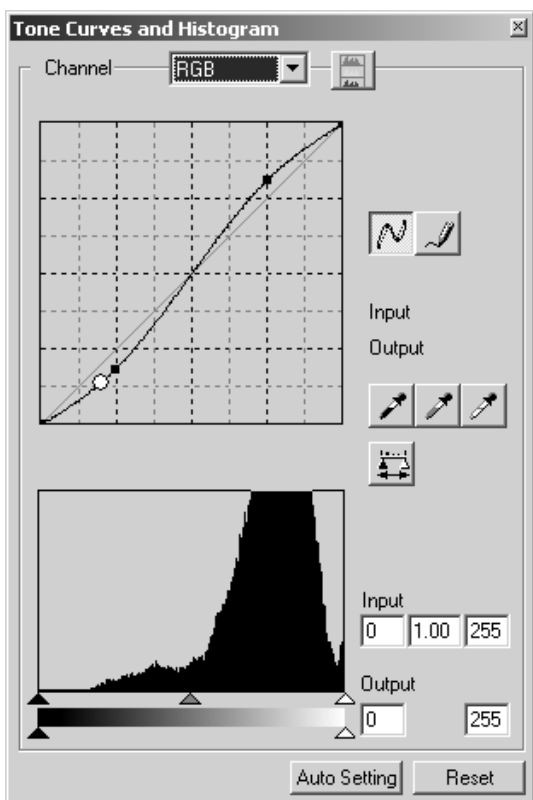 Tone Curves and Histogram
Channel
RGB
Input
Output
Input
0 1.00 255
Output
0 255
Auto Setting
Reset